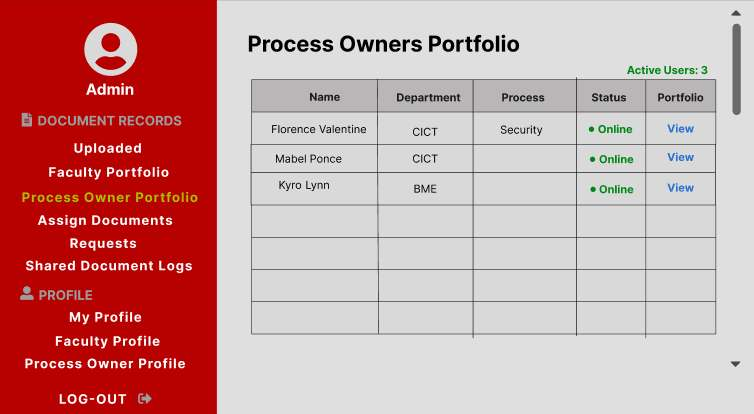 Admin
DOCUMENT RECORDS
Uploaded
Faculty Portfolio
Process Owner Portfolio
Assign Documents
Requests
Shared Document Logs
PROFILE
My Profile
Faculty Profile
Process Owner Profile
LOG-OUT
Process Owners Portfolio
Active Users: 3
Name Department Process Status Portfolio
Florence Valentine CICT Security Online View
Mabel Ponce CICT Online View
Kyro Lynn BME Online View